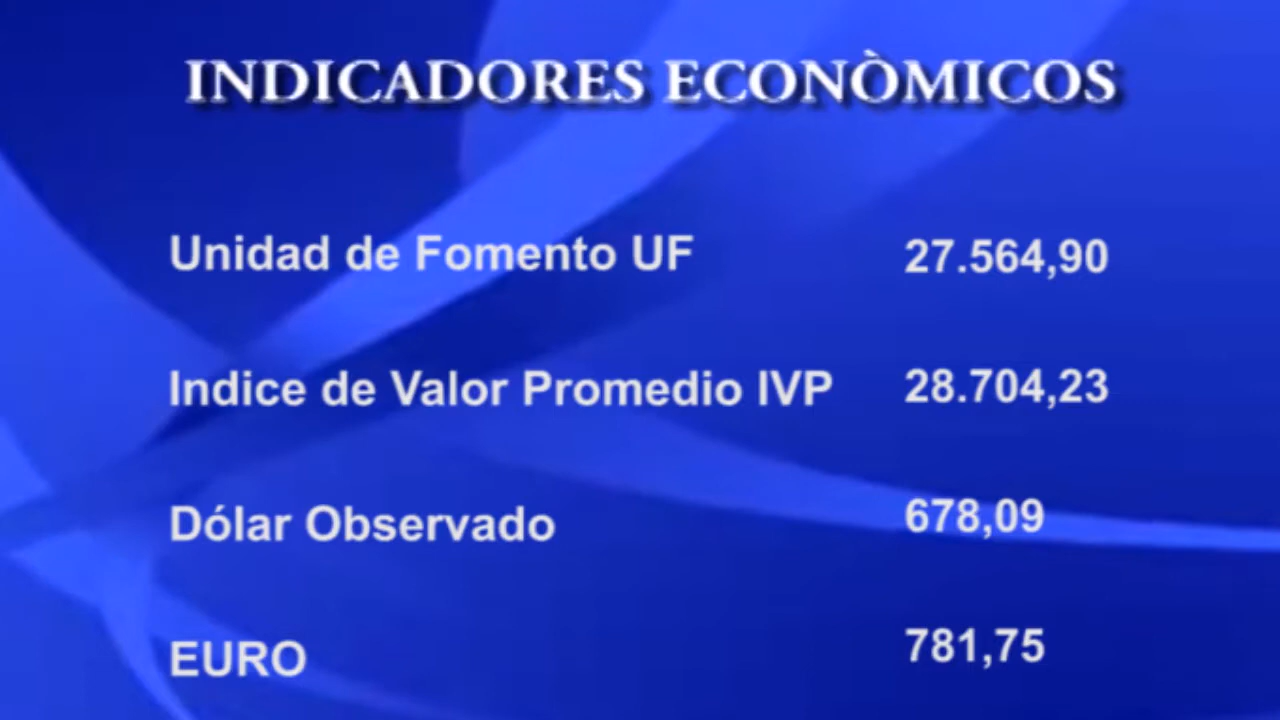 INDICADORES ECONÒMICOS
Unidad de Fomento UF 27.564,90
Indice de Valor Promedio IVP 28.704,23
Dólar Observado 678,09
EURO 781,75